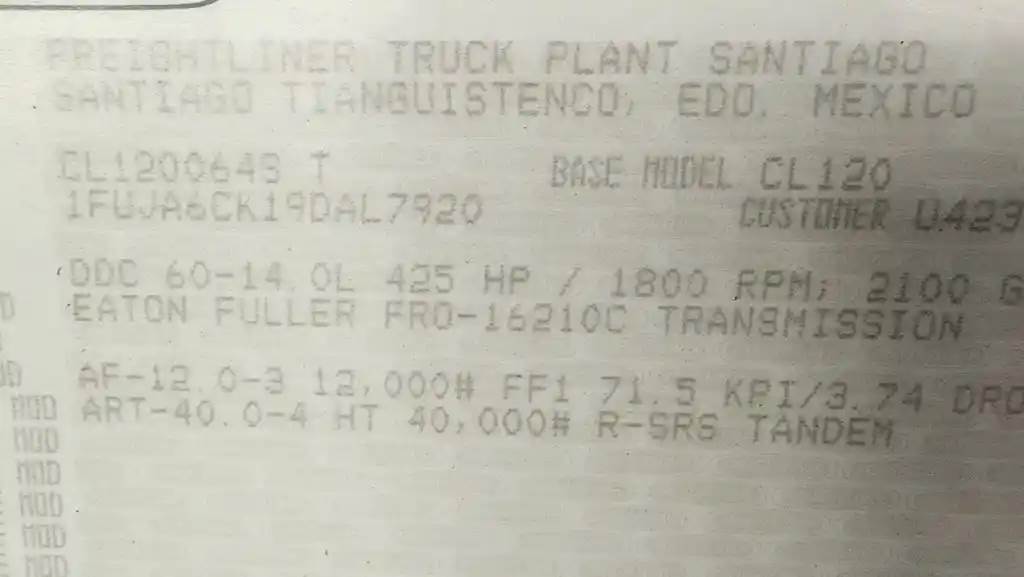 FREIGHTLINER TRUCK PLANT SANTIAGO
SANTIAGO TIANGUISTENCO, EDO. MEXICO
CL120064S T BASE MODEL CL120
1FUJA6CK19DAL7920 CUSTOMER U423
DDC 60-14.0L 425 HP / 1800 RPM; 2100 G
EATON FULLER FRO-16210C TRANSMISSION
AF-12.0-3 12,000# FF1 71.5 KPI/3.74 DRO
MOD ART-40.0-4 HT 40,000# R-SRS TANDEM
MOD
MOD
MOD
MOD
MOD